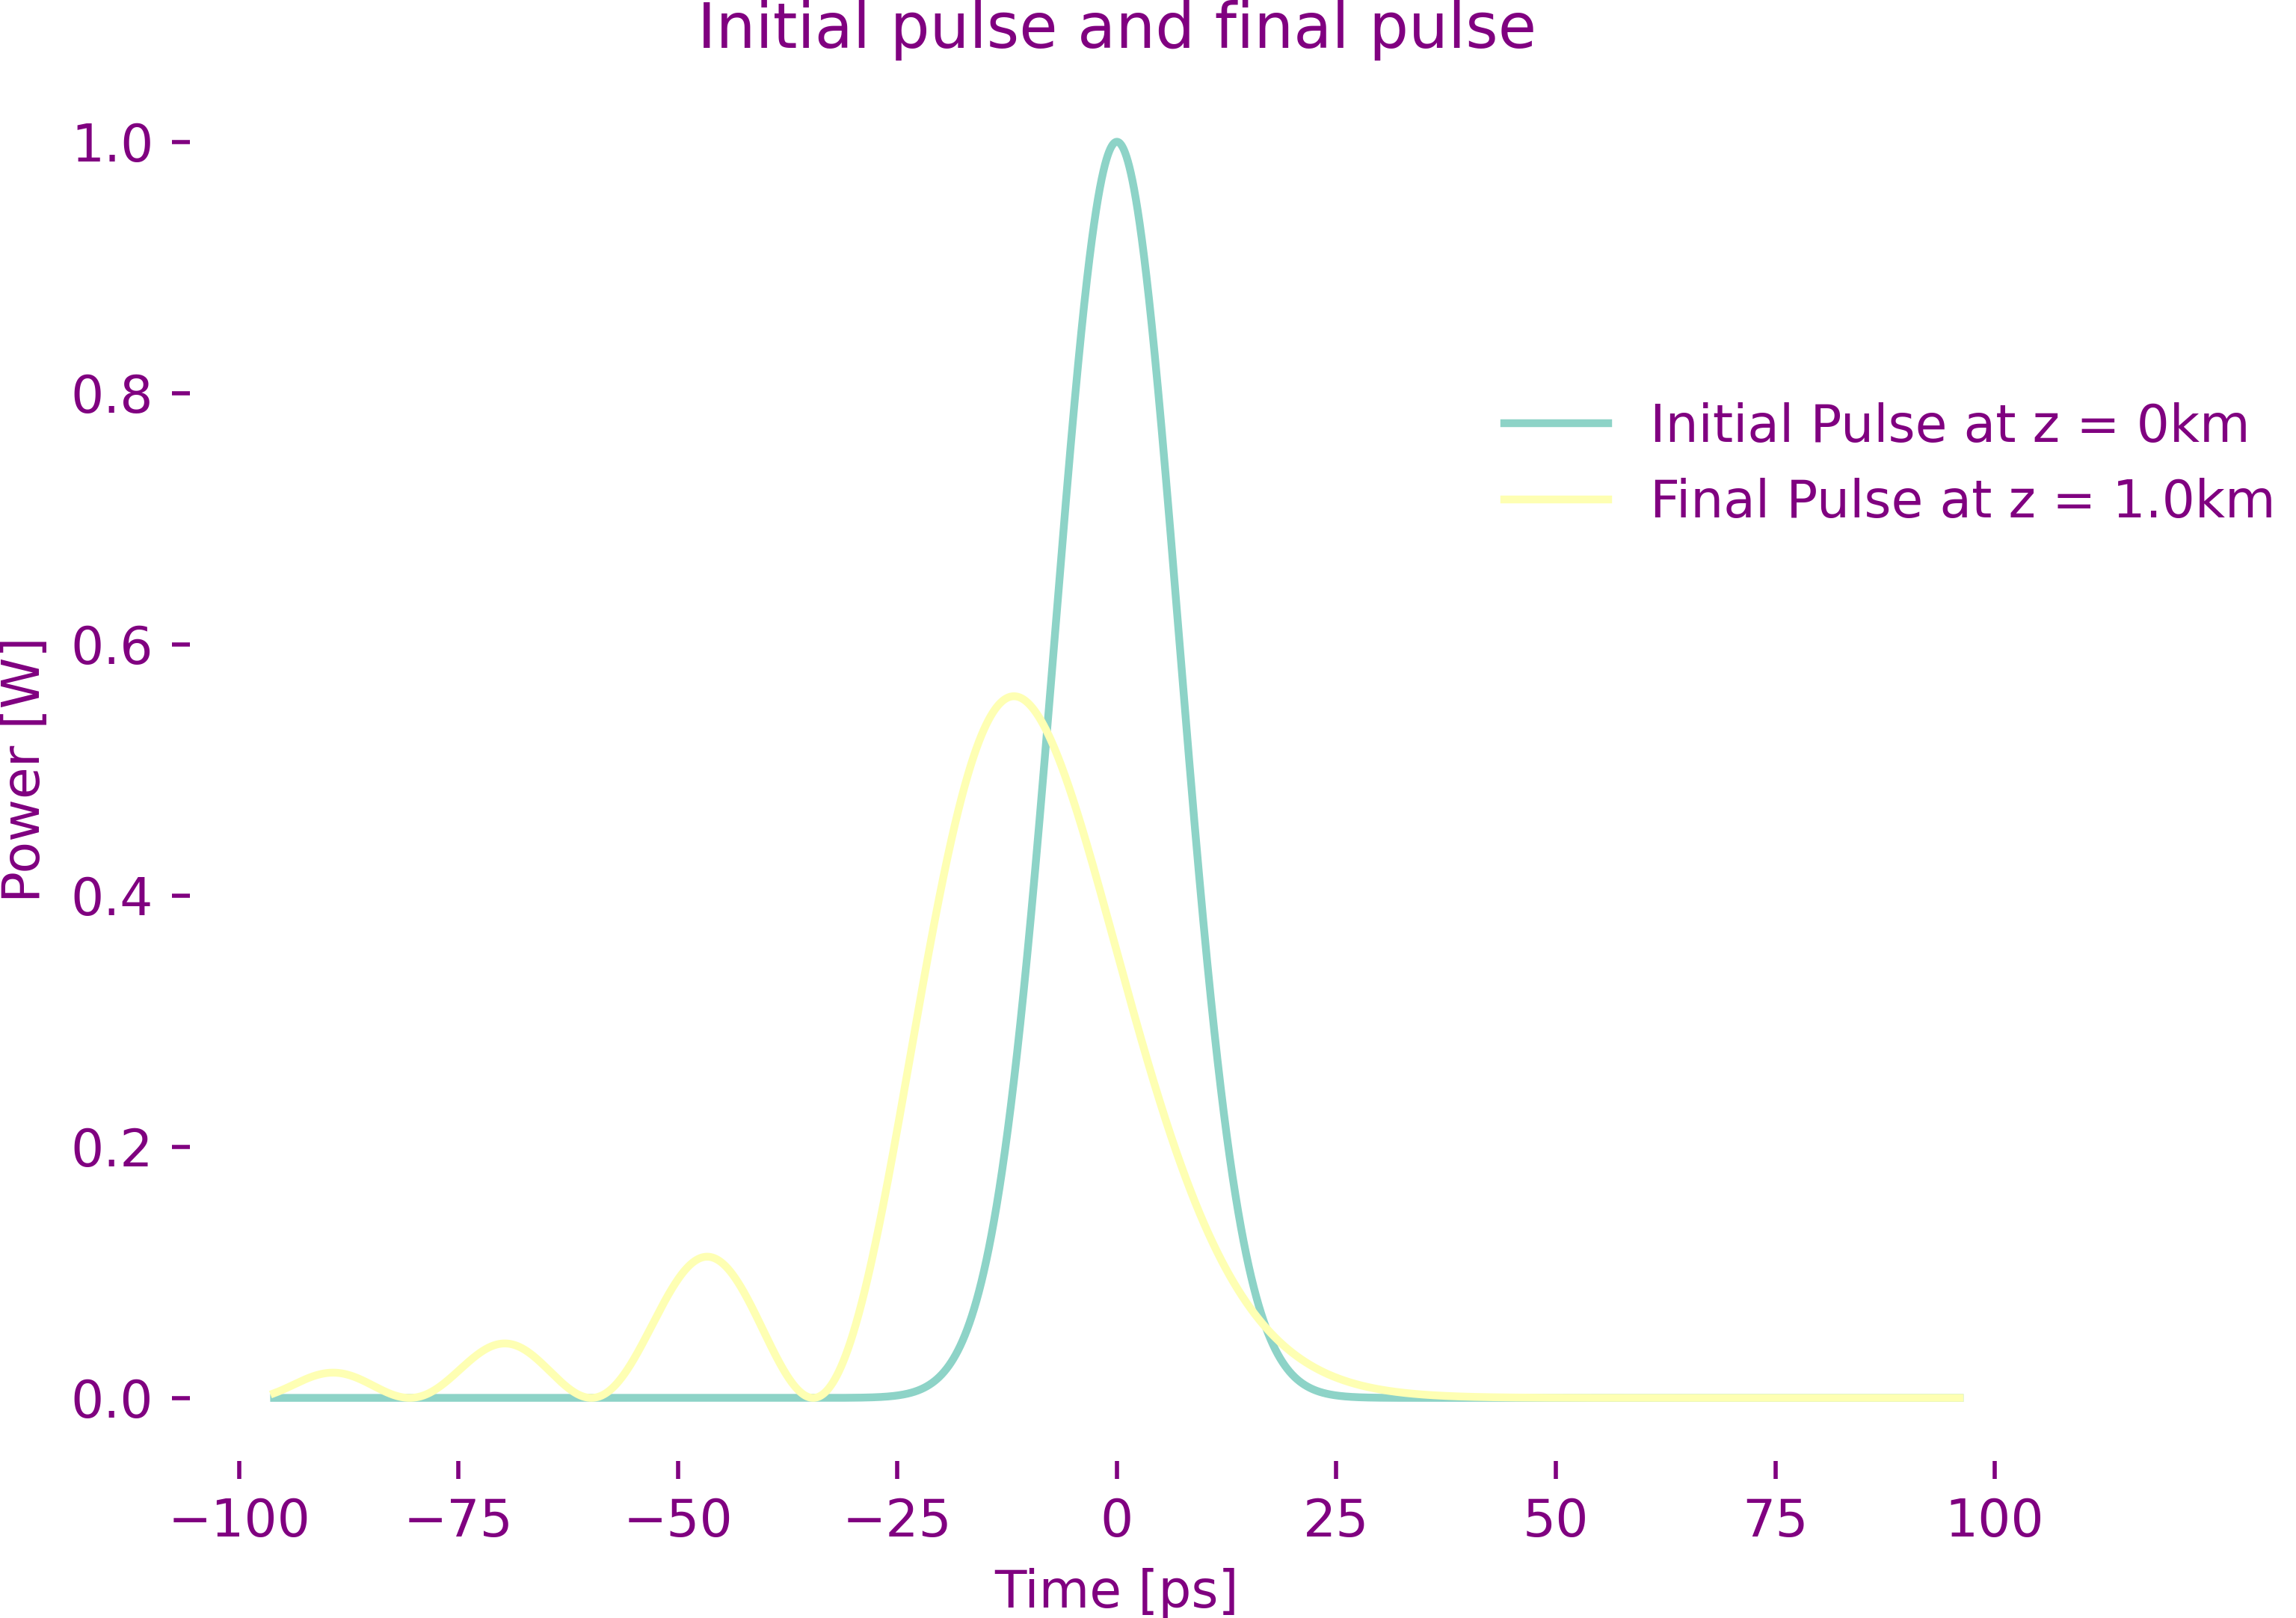 Initial pulse and final pulse
1.0
0.8
0.6
0.4
0.2
0.0
Power [W]
Initial Pulse at z = 0km
Final Pulse at z = 1.0km
−100 −75 −50 −25 0 25 50 75 100
Time [ps]